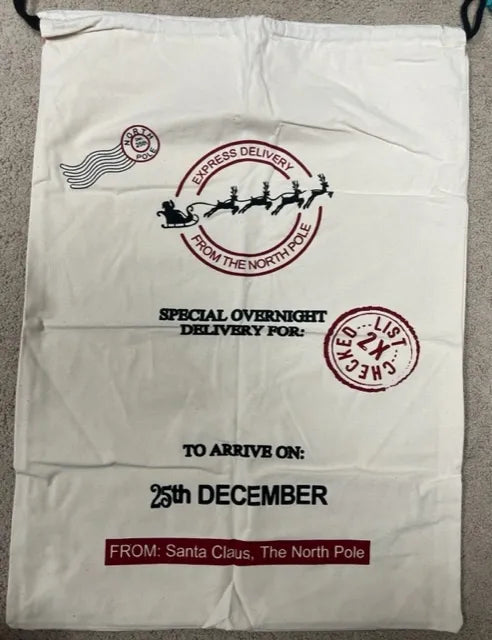 NORTH
POLE
EXPRESS DELIVERY
FROM THE NORTH POLE
SPECIAL OVERNIGHT
DELIVERY FOR:
LIST
2X
CHECKED
TO ARRIVE ON:
25th DECEMBER
FROM: Santa Claus, The North Pole